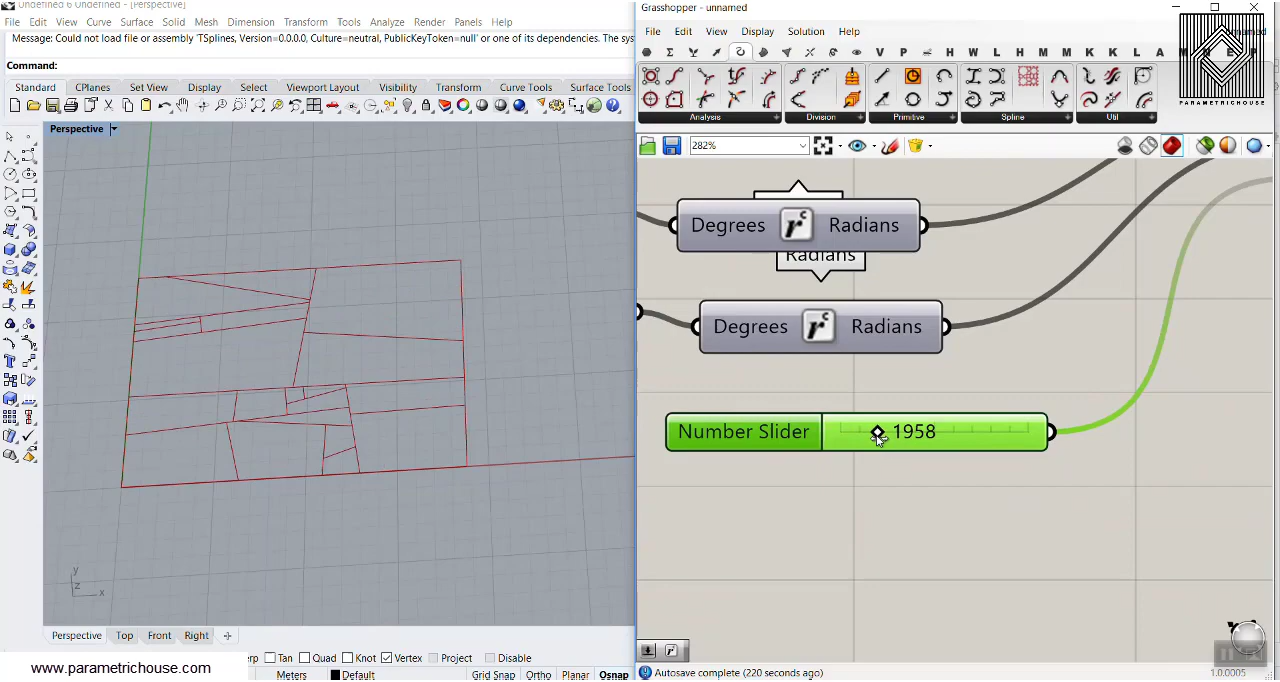 Undefined 6 Undefined - [Perspective]
File Edit View Curve Surface Solid Mesh Dimension Transform Tools Analyze Render Panels Help
Message: Could not load file or assembly 'TSplines, Version=0.0.0.0, Culture=neutral, PublicKeyToken=null' or one of its dependencies. The sys
Command:
Standard CPlanes Set View Display Select Viewport Layout Visibility Transform Curve Tools Surface Tools
Perspective
y
z x
Perspective Top Front Right
erp Tan Quad Knot Vertex Project Disable
www.parametrichouse.com
Meters Default Grid Snap Ortho Planar Osnap
Grasshopper - unnamed
File Edit View Display Solution Help
V P H W L H M M K K L A
Analysis Division Primitive Spline Util
PARAMETRICHOUSE
282%
Degrees Radians
Radians
Degrees Radians
Number Slider 1958
Autosave complete (220 seconds ago)
1.0.0005